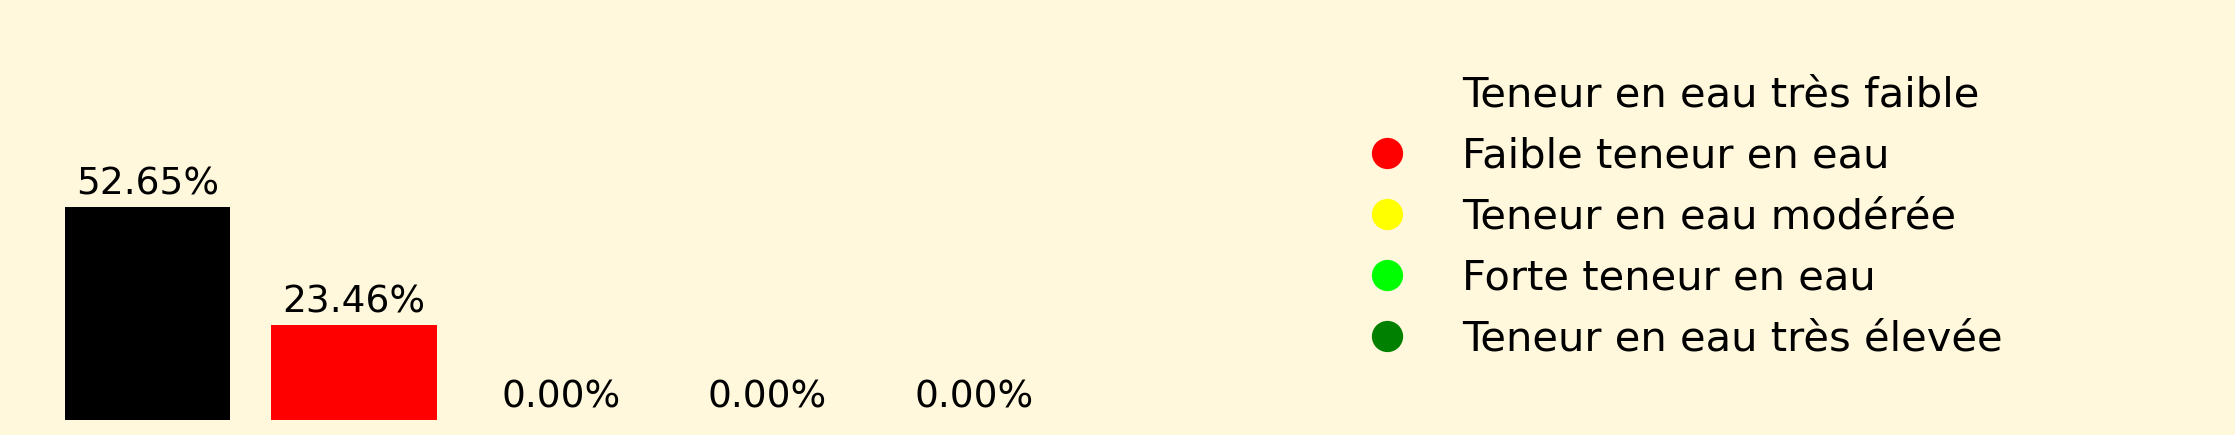 52.65%
23.46%
0.00%
0.00%
0.00%
Teneur en eau très faible
Faible teneur en eau
Teneur en eau modérée
Forte teneur en eau
Teneur en eau très élevée